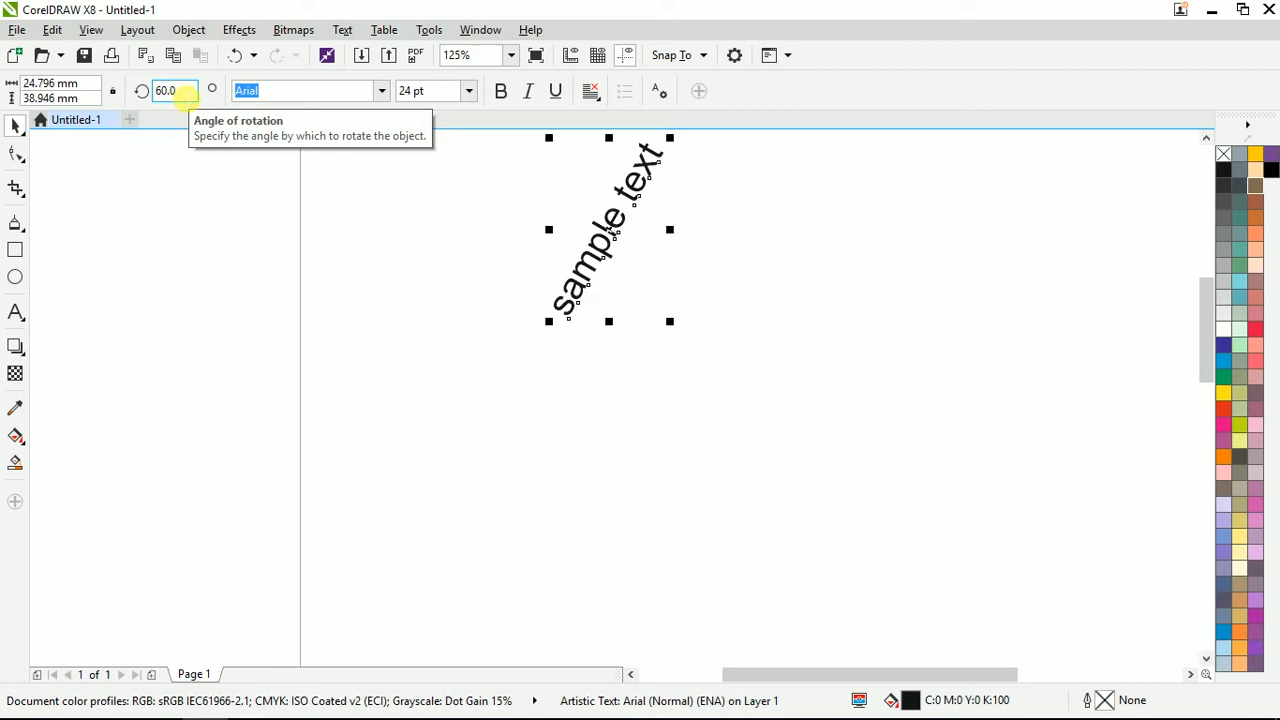 CorelDRAW X8 - Untitled-1
File Edit View Layout Object Effects Bitmaps Text Table Tools Window Help
PDF 125% Snap To
24.796 mm
38.946 mm
60.0 Arial 24 pt B I U
Untitled-1
Angle of rotation
Specify the angle by which to rotate the object.
sample text
1 of 1 Page 1
Document color profiles: RGB: sRGB IEC61966-2.1; CMYK: ISO Coated v2 (ECI); Grayscale: Dot Gain 15% Artistic Text: Arial (Normal) (ENA) on Layer 1 C:0 M:0 Y:0 K:100 None